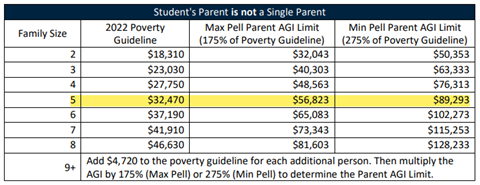 Student's Parent is not a Single Parent
Family Size
2022 Poverty
Guideline
Max Pell Parent AGI Limit
(175% of Poverty Guideline)
Min Pell Parent AGI Limit
(275% of Poverty Guideline)
2 $18,310 $32,043 $50,353
3 $23,030 $40,303 $63,333
4 $27,750 $48,563 $76,313
5 $32,470 $56,823 $89,293
6 $37,190 $65,083 $102,273
7 $41,910 $73,343 $115,253
8 $46,630 $81,603 $128,233
9+ Add $4,720 to the poverty guideline for each additional person. Then multiply the
AGI by 175% (Max Pell) or 275% (Min Pell) to determine the Parent AGI Limit.